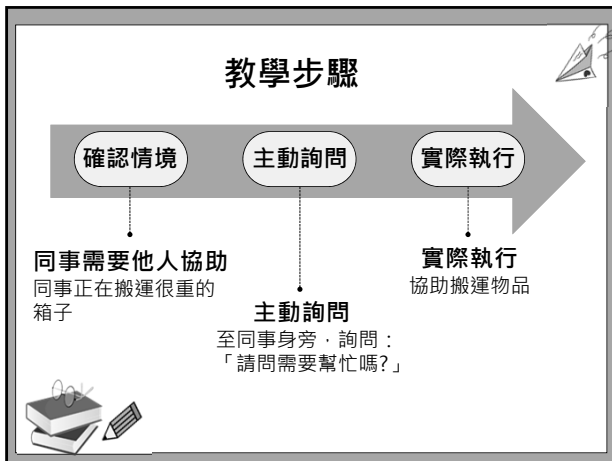 教學步驟
確認情境
主動詢問
實際執行
同事需要他人協助
同事正在搬運很重的
箱子
主動詢問
至同事身旁，詢問：
「請問需要幫忙嗎?」
實際執行
協助搬運物品